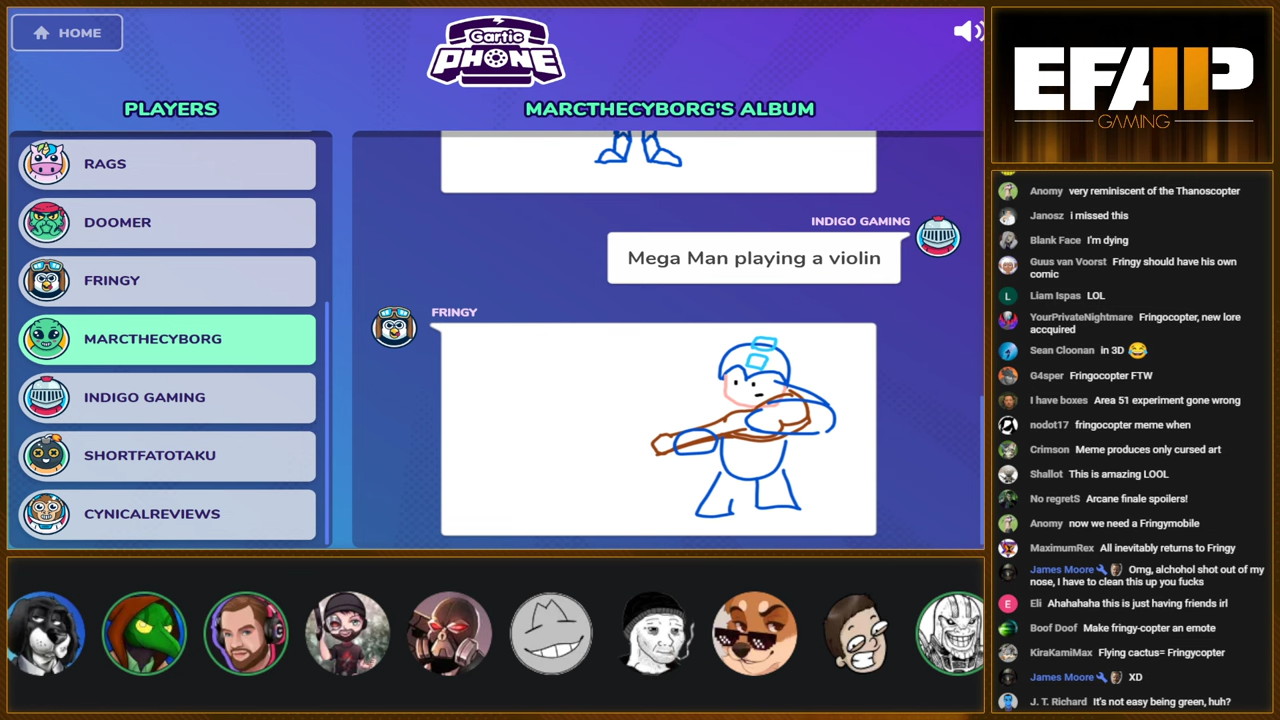 HOME
Gartic
PHONE
PLAYERS
RAGS
DOOMER
FRINGY
MARCTHECYBORG
INDIGO GAMING
SHORTFATOTAKU
CYNICALREVIEWS
MARCTHECYBORG'S ALBUM
INDIGO GAMING
Mega Man playing a violin
FRINGY
EFAP
GAMING
Anomy very reminiscent of the Thanoscopter
Janosz i missed this
Blank Face I'm dying
Guus van Voorst Fringy should have his own
comic
L
Liam Ispas LOL
YourPrivateNightmare Fringocopter, new lore
accquired
Sean Cloonan in 3D 😂
G4sper Fringocopter FTW
I have boxes Area 51 experiment gone wrong
nodot17 fringocopter meme when
Crimson Meme produces only cursed art
Shallot This is amazing LOOL
No regretS Arcane finale spoilers!
Anomy now we need a Fringymobile
MaximumRex All inevitably returns to Fringy
James Moore Omg, alchohol shot out of my
nose, I have to clean this up you fucks
E
Eli Ahahahaha this is just having friends irl
Boof Doof Make fringy-copter an emote
KiraKamiMax Flying cactus= Fringycopter
James Moore XD
J. T. Richard It's not easy being green, huh?